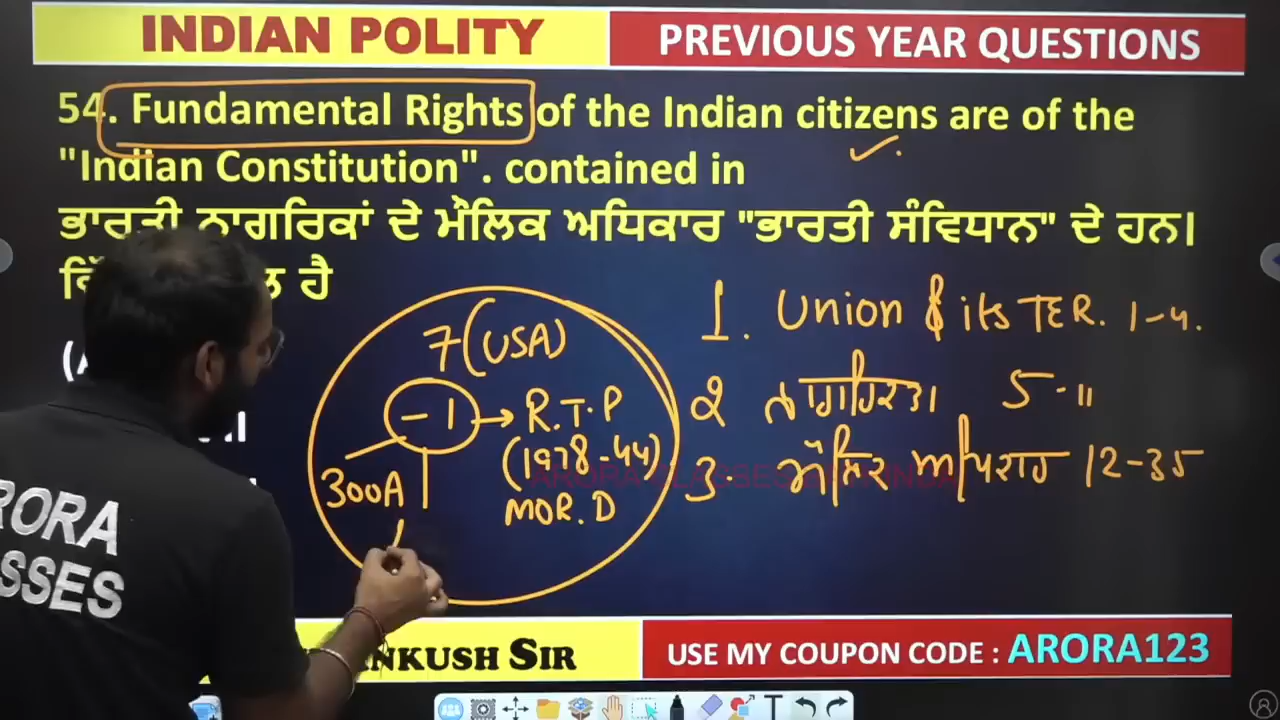 INDIAN POLITY
PREVIOUS YEAR QUESTIONS
54. Fundamental Rights of the Indian citizens are of the
"Indian Constitution". contained in
ਭਾਰਤੀ ਨਾਗਰਿਕਾਂ ਦੇ ਮੌਲਿਕ ਅਧਿਕਾਰ "ਭਾਰਤੀ ਸੰਵਿਧਾਨ" ਦੇ ਹਨ।
ਹੈ
7 (USA)
-1 → R.T.P
(1978-44)
300A
MOR. D
1. Union & its TER. 1-4.
2 ਨਾਗਰਿਕਤਾ 5-11
3. ਮੌਲਿਕ ਅਧਿਕਾਰ 12-35
ARORA CLASSES
RORA
SSES
NKUSH SIR
USE MY COUPON CODE : ARORA123